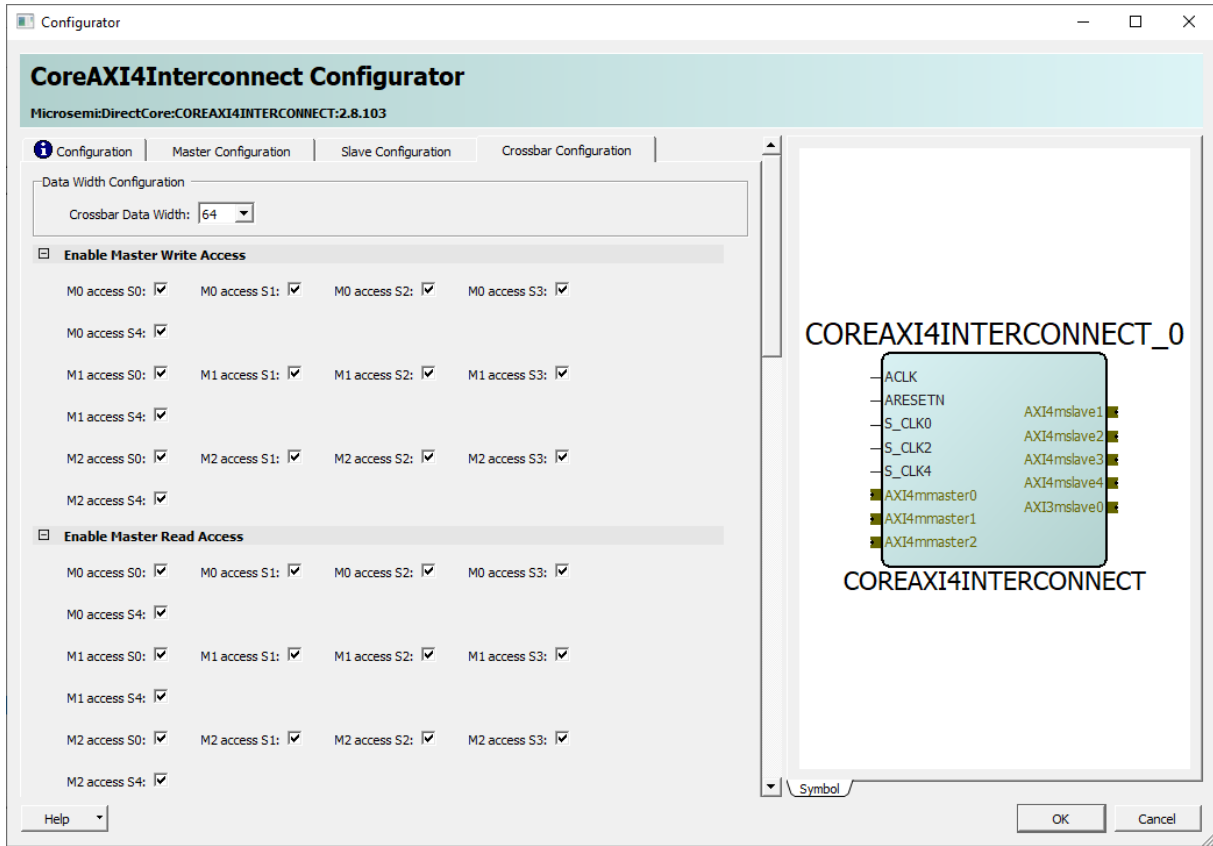 Configurator
CoreAXI4Interconnect Configurator
Microsemi:DirectCore:COREAXI4INTERCONNECT:2.8.103
Configuration Master Configuration Slave Configuration Crossbar Configuration
Data Width Configuration
Crossbar Data Width: 64
Enable Master Write Access
M0 access S0: M0 access S1: M0 access S2: M0 access S3:
M0 access S4:
M1 access S0: M1 access S1: M1 access S2: M1 access S3:
M1 access S4:
M2 access S0: M2 access S1: M2 access S2: M2 access S3:
M2 access S4:
Enable Master Read Access
M0 access S0: M0 access S1: M0 access S2: M0 access S3:
M0 access S4:
M1 access S0: M1 access S1: M1 access S2: M1 access S3:
M1 access S4:
M2 access S0: M2 access S1: M2 access S2: M2 access S3:
M2 access S4:
COREAXI4INTERCONNECT_0
ACLK
ARESETN
S_CLK0
S_CLK2
S_CLK4
AXI4mmaster0
AXI4mmaster1
AXI4mmaster2
AXI4mslave1
AXI4mslave2
AXI4mslave3
AXI4mslave4
AXI3mslave0
COREAXI4INTERCONNECT
Symbol
Help
OK
Cancel